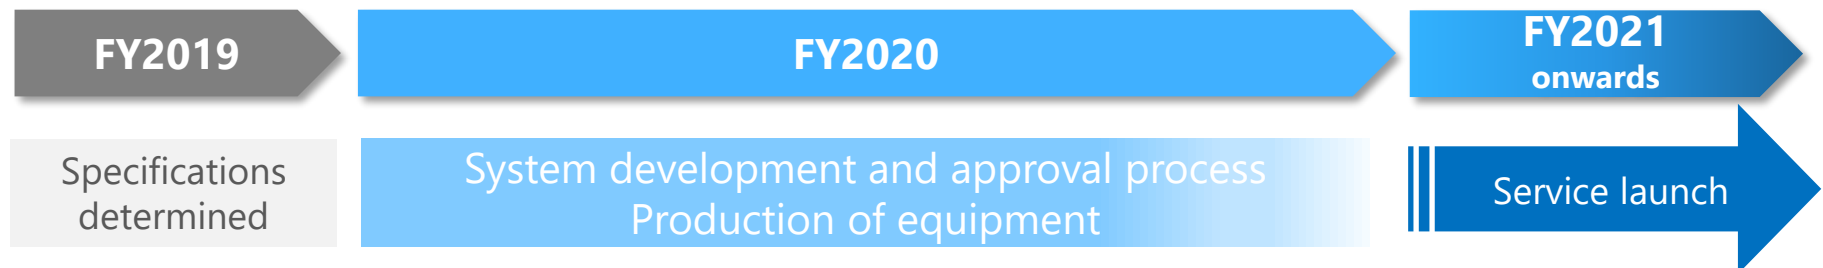 FY2019
FY2020
FY2021
onwards
Specifications
determined
System development and approval process
Production of equipment
Service launch